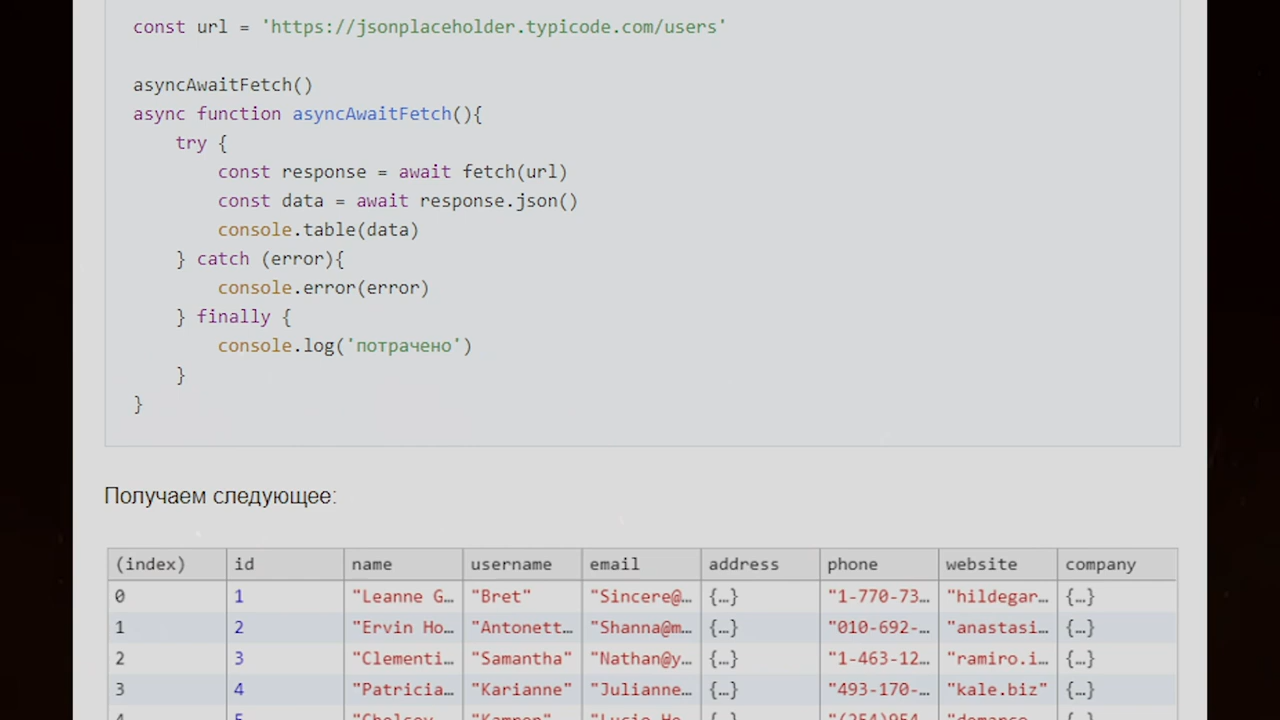 const url = 'https://jsonplaceholder.typicode.com/users'
asyncAwaitFetch()
async function asyncAwaitFetch(){
try {
const response = await fetch(url)
const data = await response.json()
console.table(data)
} catch (error){
console.error(error)
} finally {
console.log('потрачено')
}
}
Получаем следующее:
(index) id name username email address phone website company
0 1 "Leanne G… "Bret" "Sincere@… {…} "1-770-73… "hildegar… {…}
1 2 "Ervin Ho… "Antonett… "Shanna@m… {…} "010-692-… "anastasi… {…}
2 3 "Clementi… "Samantha" "Nathan@y… {…} "1-463-12… "ramiro.i… {…}
3 4 "Patricia… "Karianne" "Julianne… {…} "493-170-… "kale.biz" {…}